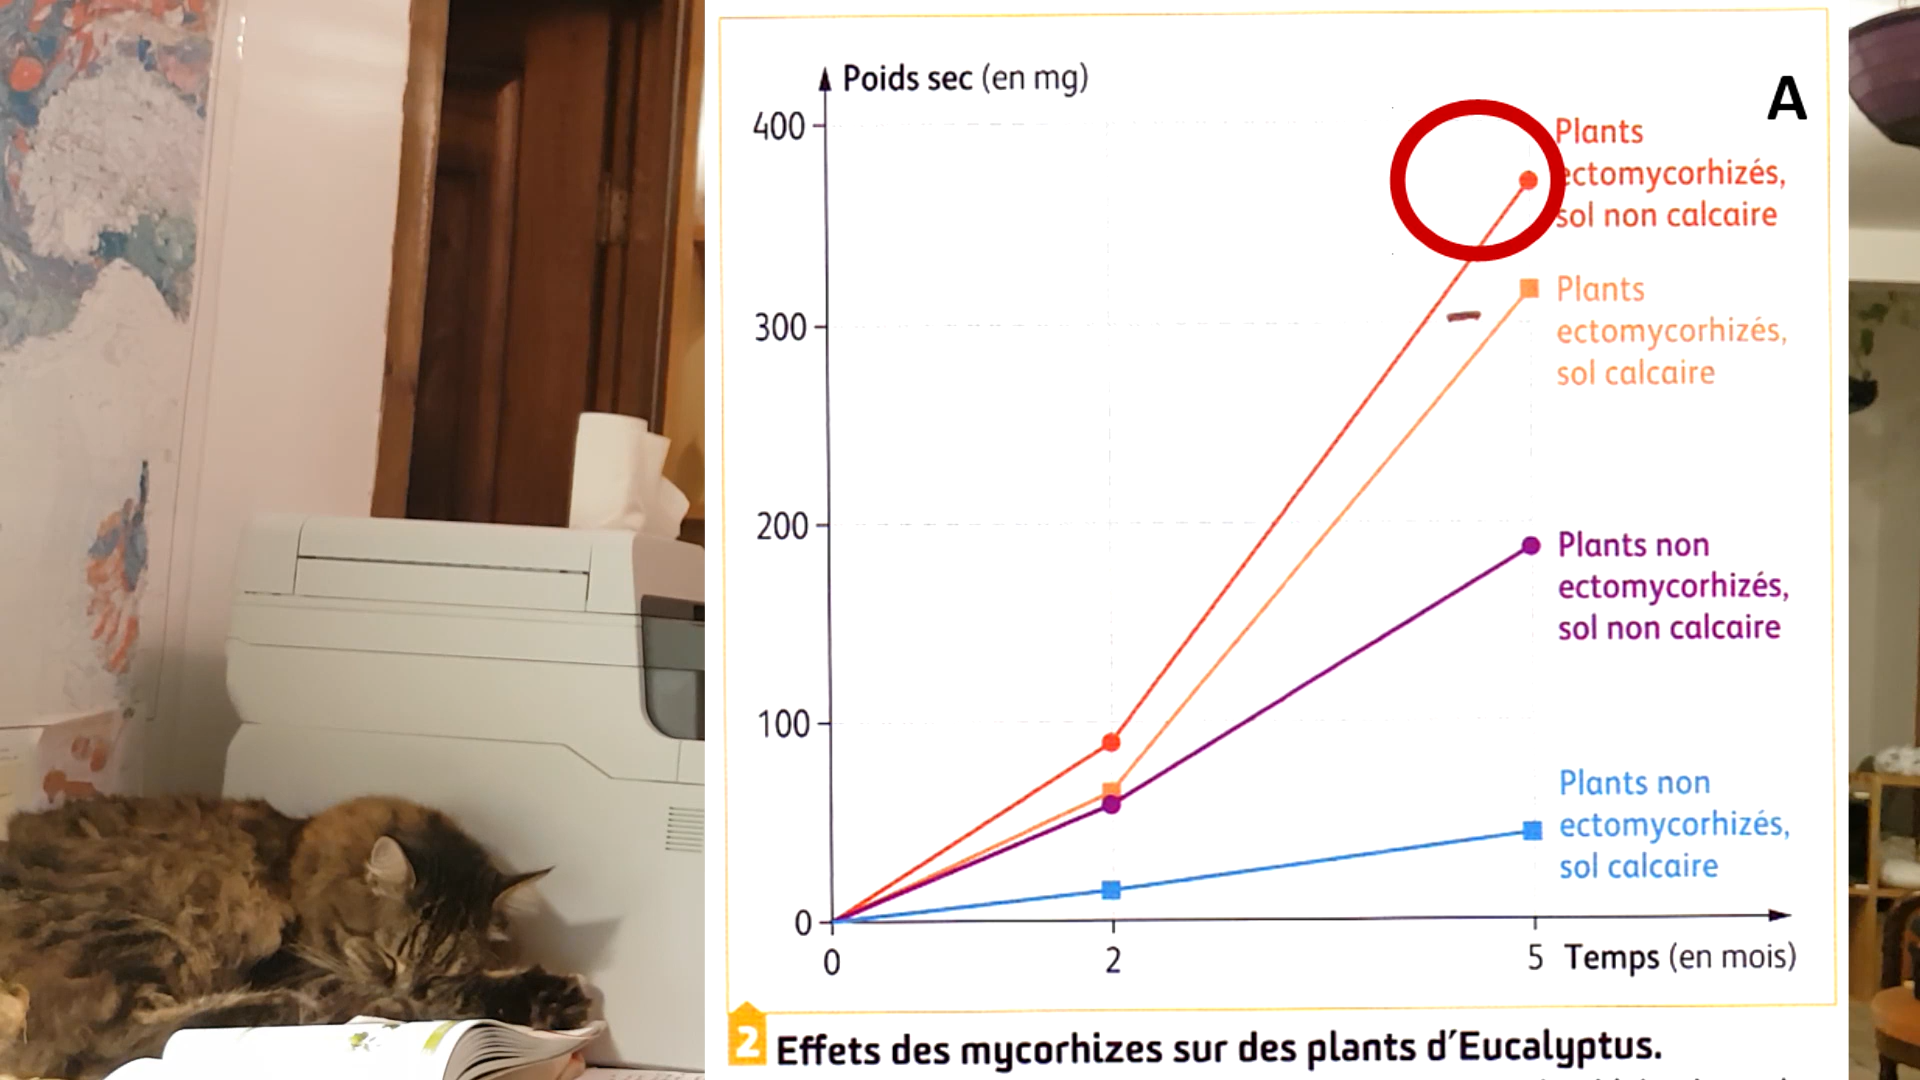 Poids sec (en mg)
A
400
300
200
100
0
0
2
5
Temps (en mois)
Plants
ectomycorhizés,
sol non calcaire
Plants
ectomycorhizés,
sol calcaire
Plants non
ectomycorhizés,
sol non calcaire
Plants non
ectomycorhizés,
sol calcaire
2 Effets des mycorhizes sur des plants d'Eucalyptus.